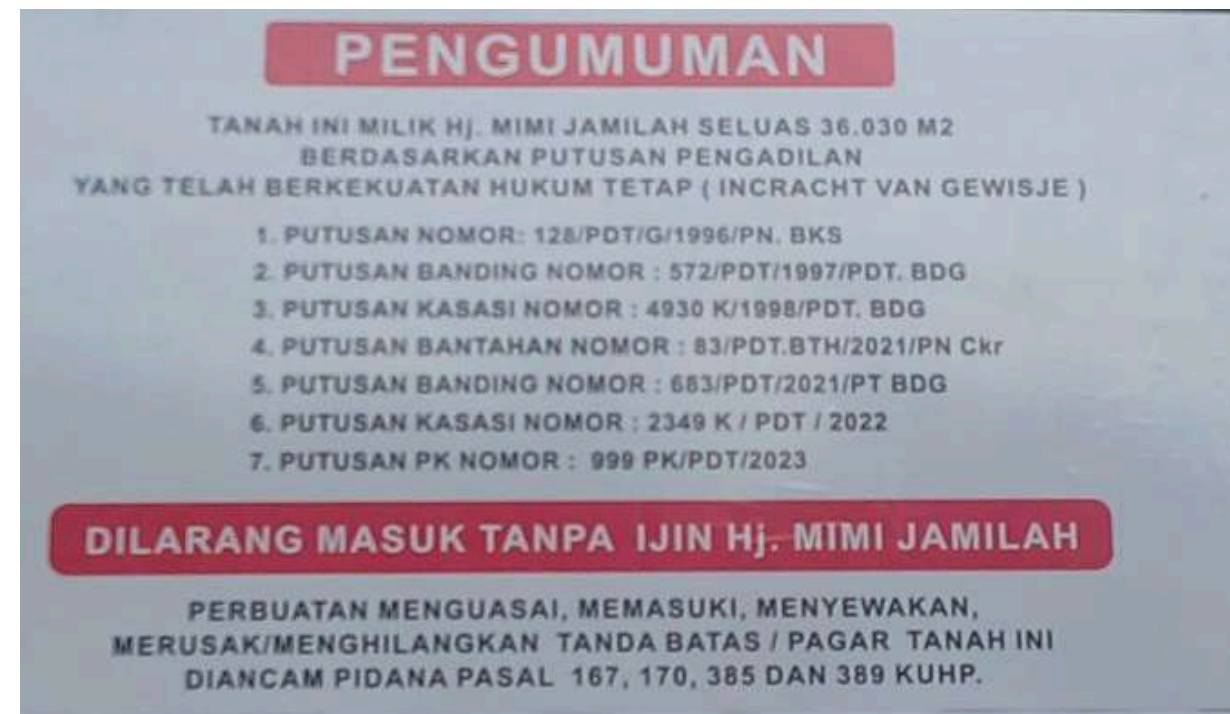 PENGUMUMAN
TANAH INI MILIK Hj. MIMI JAMILAH SELUAS 36.030 M2
BERDASARKAN PUTUSAN PENGADILAN
YANG TELAH BERKEKUATAN HUKUM TETAP ( INCRACHT VAN GEWISJE )
1. PUTUSAN NOMOR: 128/PDT/G/1996/PN. BKS
2. PUTUSAN BANDING NOMOR : 572/PDT/1997/PDT. BDG
3. PUTUSAN KASASI NOMOR : 4930 K/1998/PDT. BDG
4. PUTUSAN BANTAHAN NOMOR : 83/PDT.BTH/2021/PN Ckr
5. PUTUSAN BANDING NOMOR : 683/PDT/2021/PT BDG
6. PUTUSAN KASASI NOMOR : 2349 K / PDT / 2022
7. PUTUSAN PK NOMOR : 999 PK/PDT/2023
DILARANG MASUK TANPA IJIN Hj. MIMI JAMILAH
PERBUATAN MENGUASAI, MEMASUKI, MENYEWAKAN,
MERUSAK/MENGHILANGKAN TANDA BATAS / PAGAR TANAH INI
DIANCAM PIDANA PASAL 167, 170, 385 DAN 389 KUHP.